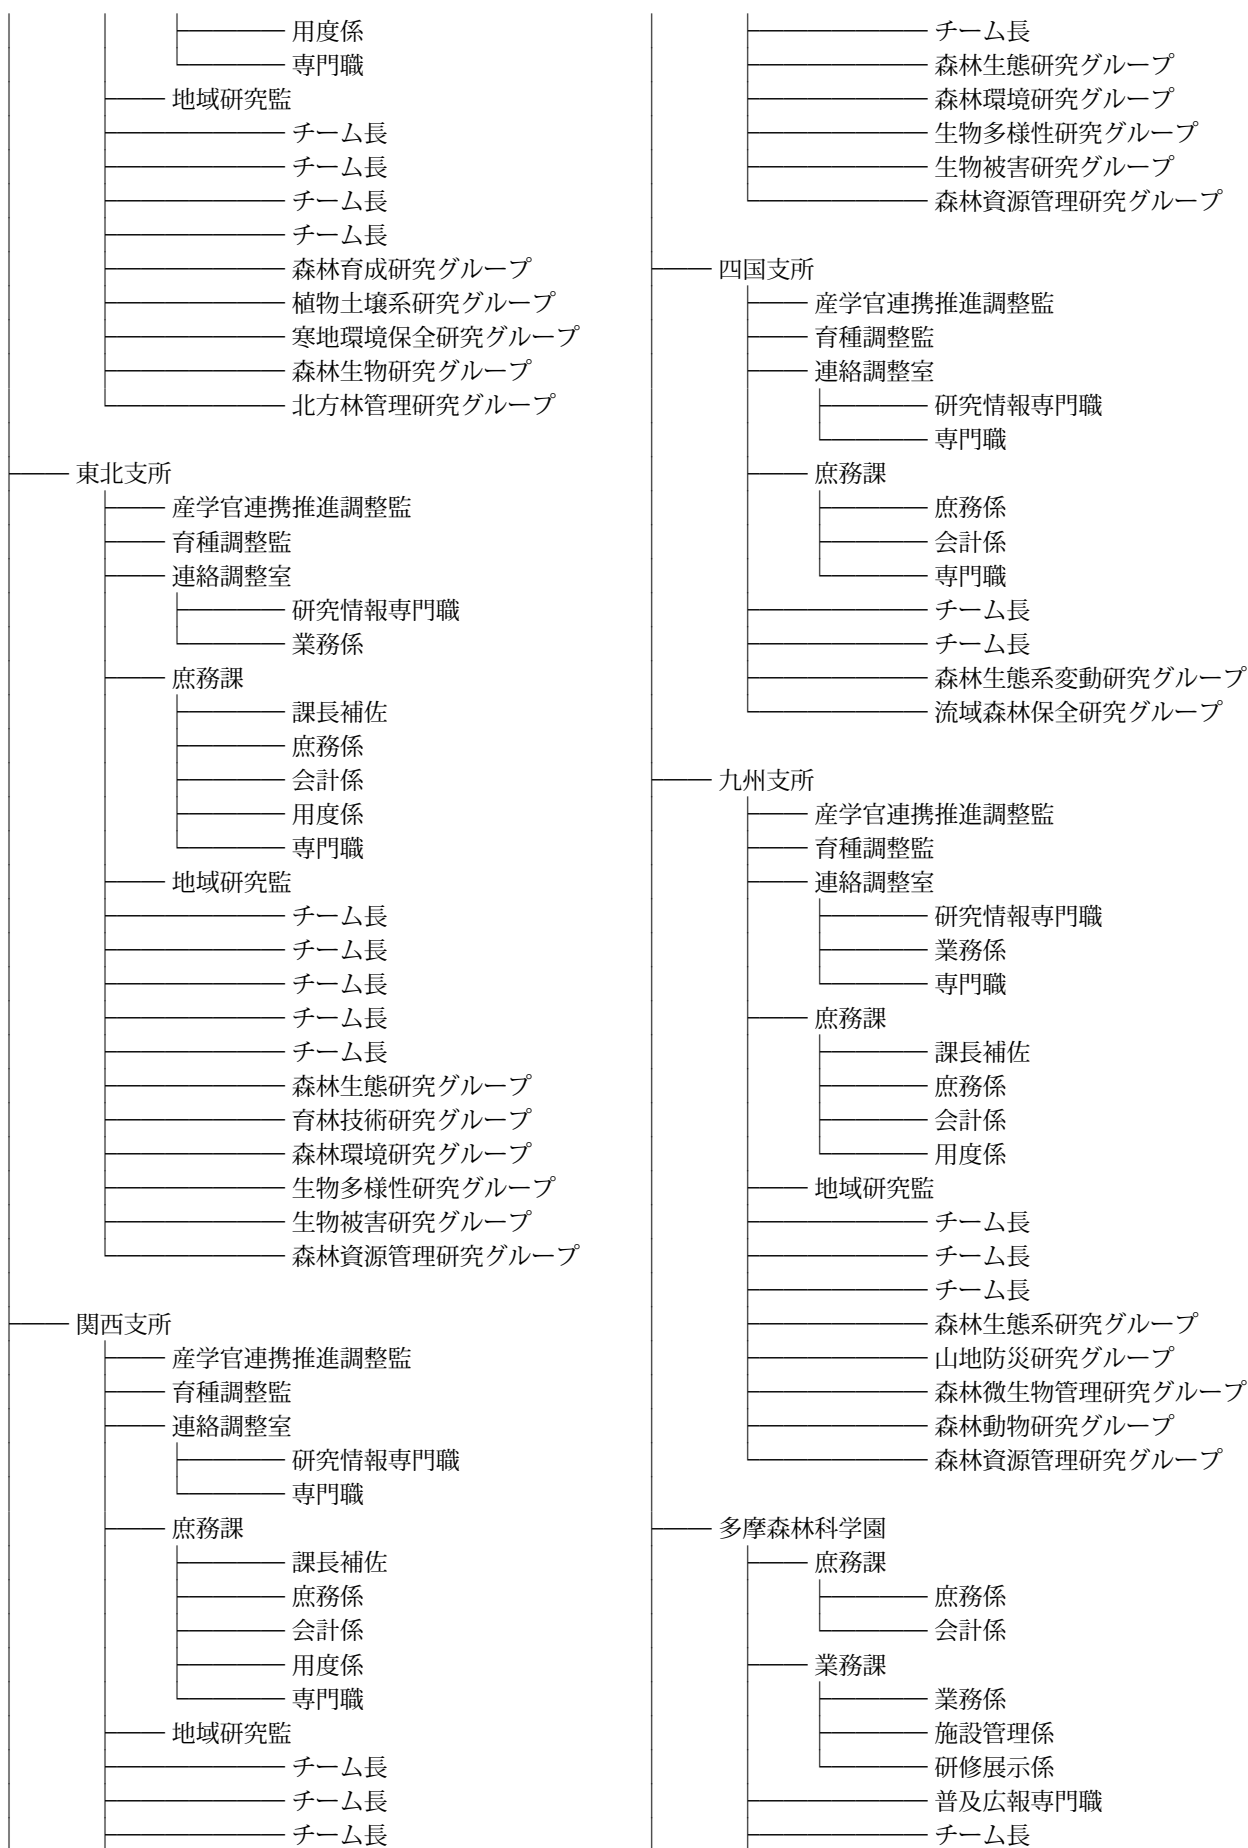 用度係
専門職
地域研究監
チーム長
チーム長
チーム長
チーム長
森林育成研究グループ
植物土壌系研究グループ
寒地環境保全研究グループ
森林生物研究グループ
北方林管理研究グループ
東北支所
産学官連携推進調整監
育種調整監
連絡調整室
研究情報専門職
業務係
庶務課
課長補佐
庶務係
会計係
用度係
専門職
地域研究監
チーム長
チーム長
チーム長
チーム長
チーム長
森林生態研究グループ
育林技術研究グループ
森林環境研究グループ
生物多様性研究グループ
生物被害研究グループ
森林資源管理研究グループ
関西支所
産学官連携推進調整監
育種調整監
連絡調整室
研究情報専門職
専門職
庶務課
課長補佐
庶務係
会計係
用度係
専門職
地域研究監
チーム長
チーム長
チーム長
チーム長
森林生態研究グループ
森林環境研究グループ
生物多様性研究グループ
生物被害研究グループ
森林資源管理研究グループ
四国支所
産学官連携推進調整監
育種調整監
連絡調整室
研究情報専門職
専門職
庶務課
庶務係
会計係
専門職
チーム長
チーム長
森林生態系変動研究グループ
流域森林保全研究グループ
九州支所
産学官連携推進調整監
育種調整監
連絡調整室
研究情報専門職
業務係
専門職
庶務課
課長補佐
庶務係
会計係
用度係
地域研究監
チーム長
チーム長
チーム長
森林生態系研究グループ
山地防災研究グループ
森林微生物管理研究グループ
森林動物研究グループ
森林資源管理研究グループ
多摩森林科学園
庶務課
庶務係
会計係
業務課
業務係
施設管理係
研修展示係
普及広報専門職
チーム長